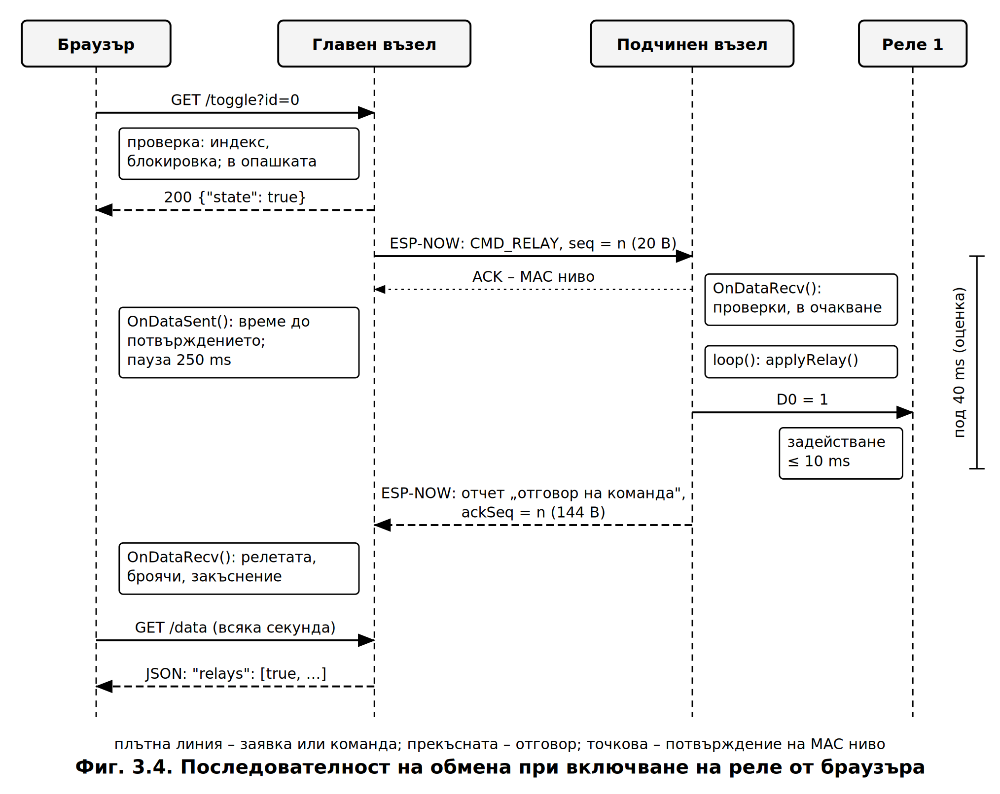 Браузър
Главен възел
Подчинен възел
Реле 1
GET /toggle?id=0
проверка: индекс,
блокировка; в опашката
200 {"state": true}
ESP-NOW: CMD_RELAY, seq = n (20 B)
ACK – MAC ниво
OnDataRecv():
проверки, в очакване
OnDataSent(): време до
потвърждението;
пауза 250 ms
loop(): applyRelay()
под 40 ms (оценка)
D0 = 1
задействане
≤ 10 ms
ESP-NOW: отчет „отговор на команда",
ackSeq = n (144 B)
OnDataRecv(): релетата,
броячи, закъснение
GET /data (всяка секунда)
JSON: "relays": [true, ...]
плътна линия – заявка или команда; прекъсната – отговор; точкова – потвърждение на MAC ниво
Фиг. 3.4. Последователност на обмена при включване на реле от браузъра